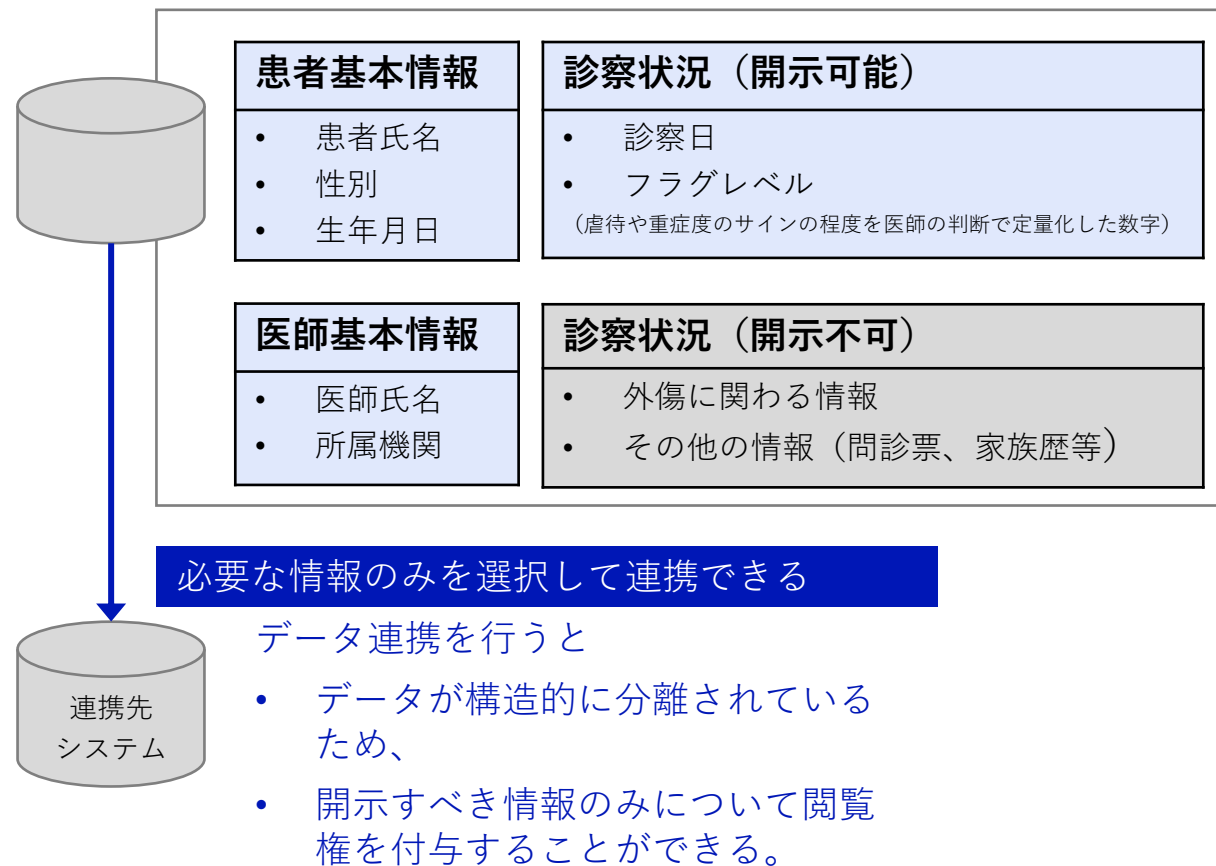 患者基本情報
• 患者氏名
• 性別
• 生年月日
診察状況（開示可能）
• 診察日
• フラグレベル
（虐待や重症度のサインの程度を医師の判断で定量化した数字）
医師基本情報
• 医師氏名
• 所属機関
診察状況（開示不可）
• 外傷に関わる情報
• その他の情報（問診票、家族歴等）
必要な情報のみを選択して連携できる
連携先
システム
データ連携を行うと
• データが構造的に分離されている
ため、
• 開示すべき情報のみについて閲覧
権を付与することができる。